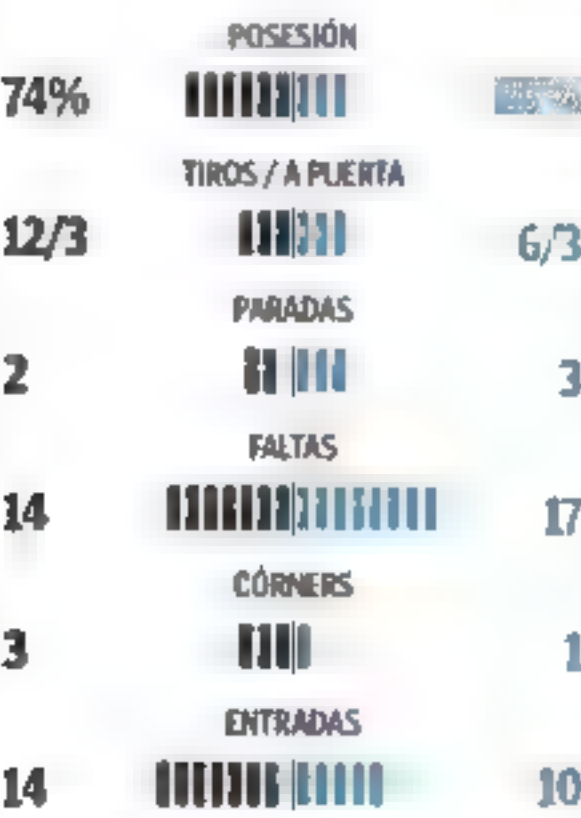 POSESIÓN
74%
TIROS / A PUERTA
12/3 6/3
PARADAS
2 3
FALTAS
14 17
CÓRNERS
3 1
ENTRADAS
14 10